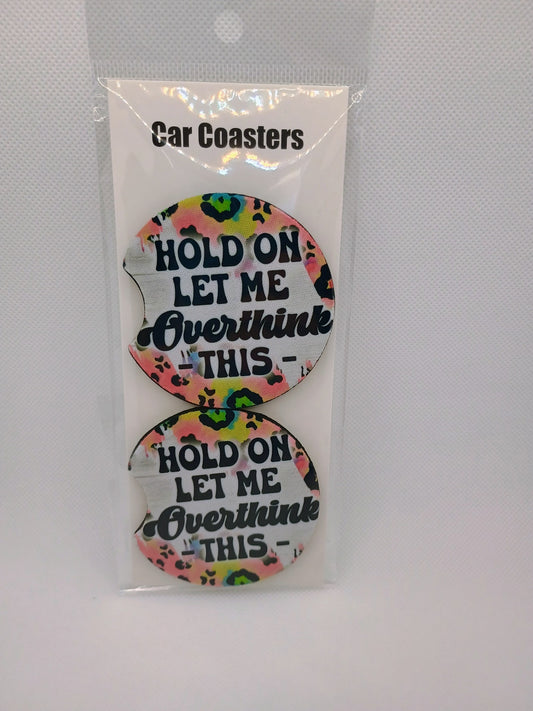 Car Coasters
HOLD ON
LET ME
Overthink
- THIS -
HOLD ON
LET ME
Overthink
- THIS -